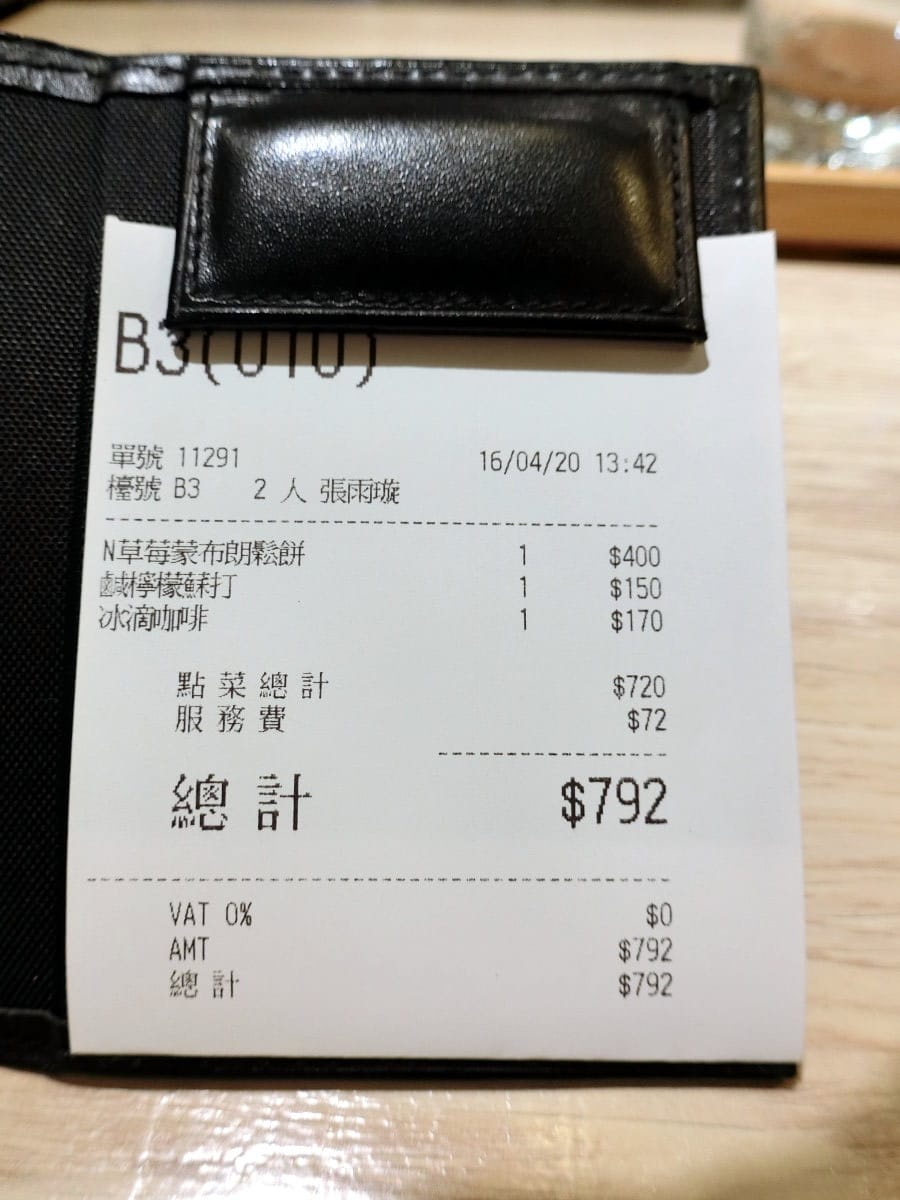 B3(010)
單號 11291 16/04/20 13:42
檯號 B3 2 人 張雨璇
N草莓蒙布朗鬆餅 1 $400
鹹檸檬蘇打 1 $150
冰滴咖啡 1 $170
點菜總計 $720
服務費 $72
總計 $792
VAT 0% $0
AMT $792
總計 $792